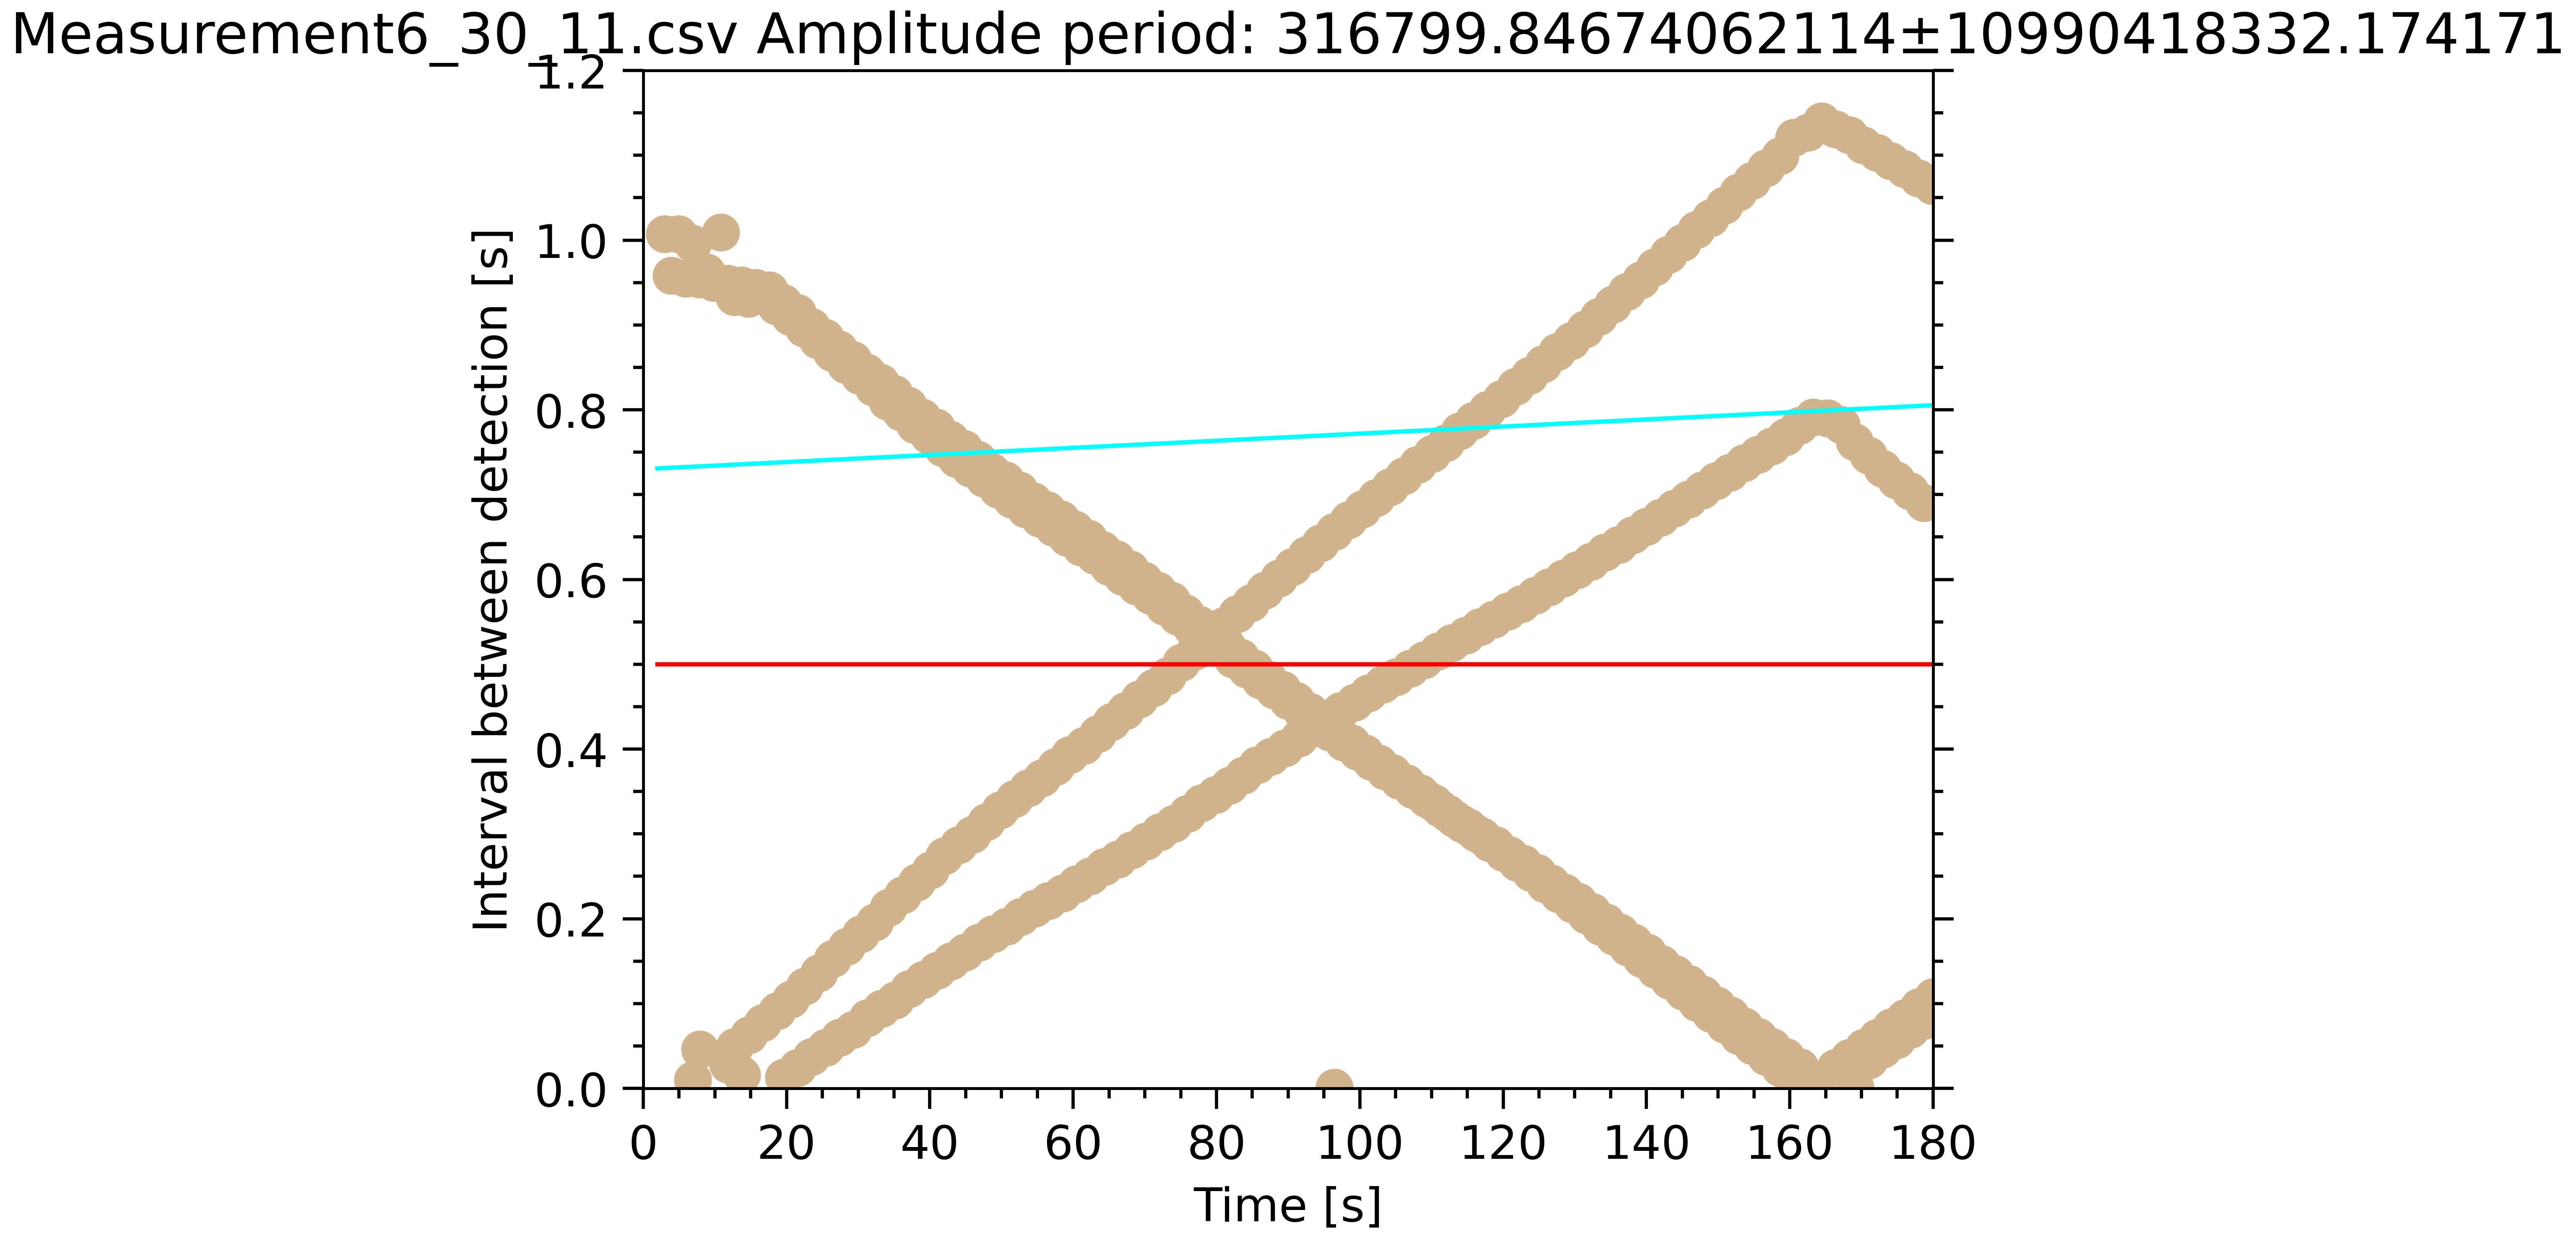 Measurement6_30_11.csv Amplitude period: 316799.84674062114±10990418332.174171
1.2
1.0
0.8
0.6
0.4
0.2
0.0
Interval between detection [s]
0 20 40 60 80 100 120 140 160 180
Time [s]